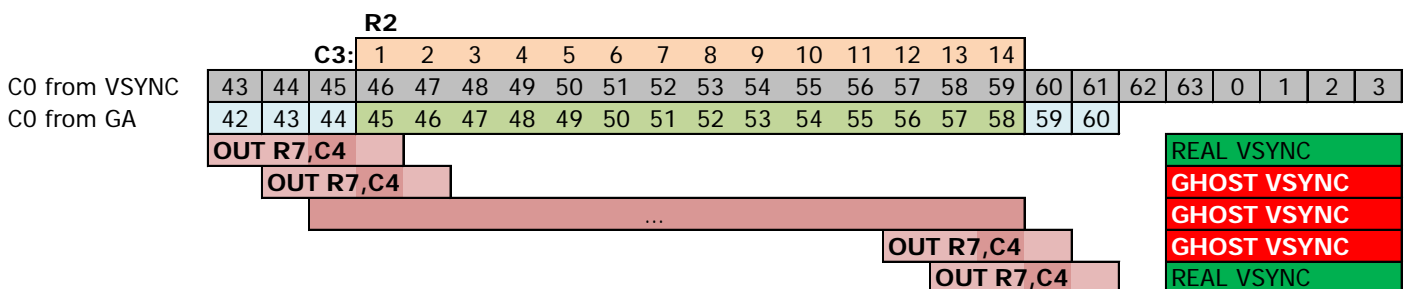 R2
C3: 1 2 3 4 5 6 7 8 9 10 11 12 13 14
C0 from VSYNC 43 44 45 46 47 48 49 50 51 52 53 54 55 56 57 58 59 60 61 62 63 0 1 2 3
C0 from GA 42 43 44 45 46 47 48 49 50 51 52 53 54 55 56 57 58 59 60
OUT R7,C4 REAL VSYNC
OUT R7,C4 GHOST VSYNC
... GHOST VSYNC
OUT R7,C4 GHOST VSYNC
OUT R7,C4 REAL VSYNC